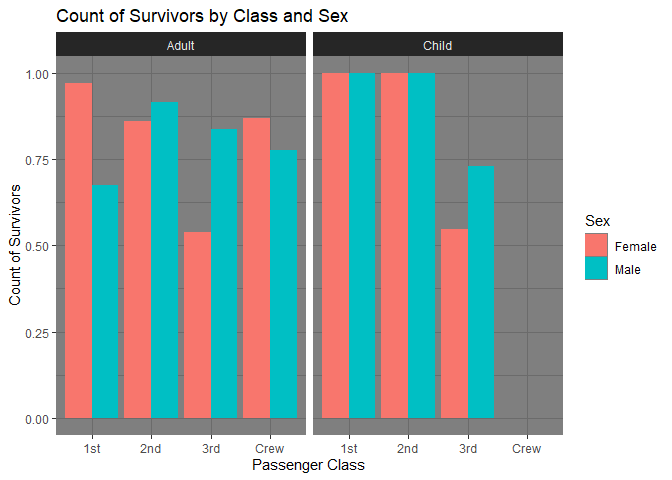 Count of Survivors by Class and Sex
Adult
Child
Count of Survivors
1.00
0.75
0.50
0.25
0.00
1st 2nd 3rd Crew
1st 2nd 3rd Crew
Passenger Class
Sex
Female
Male